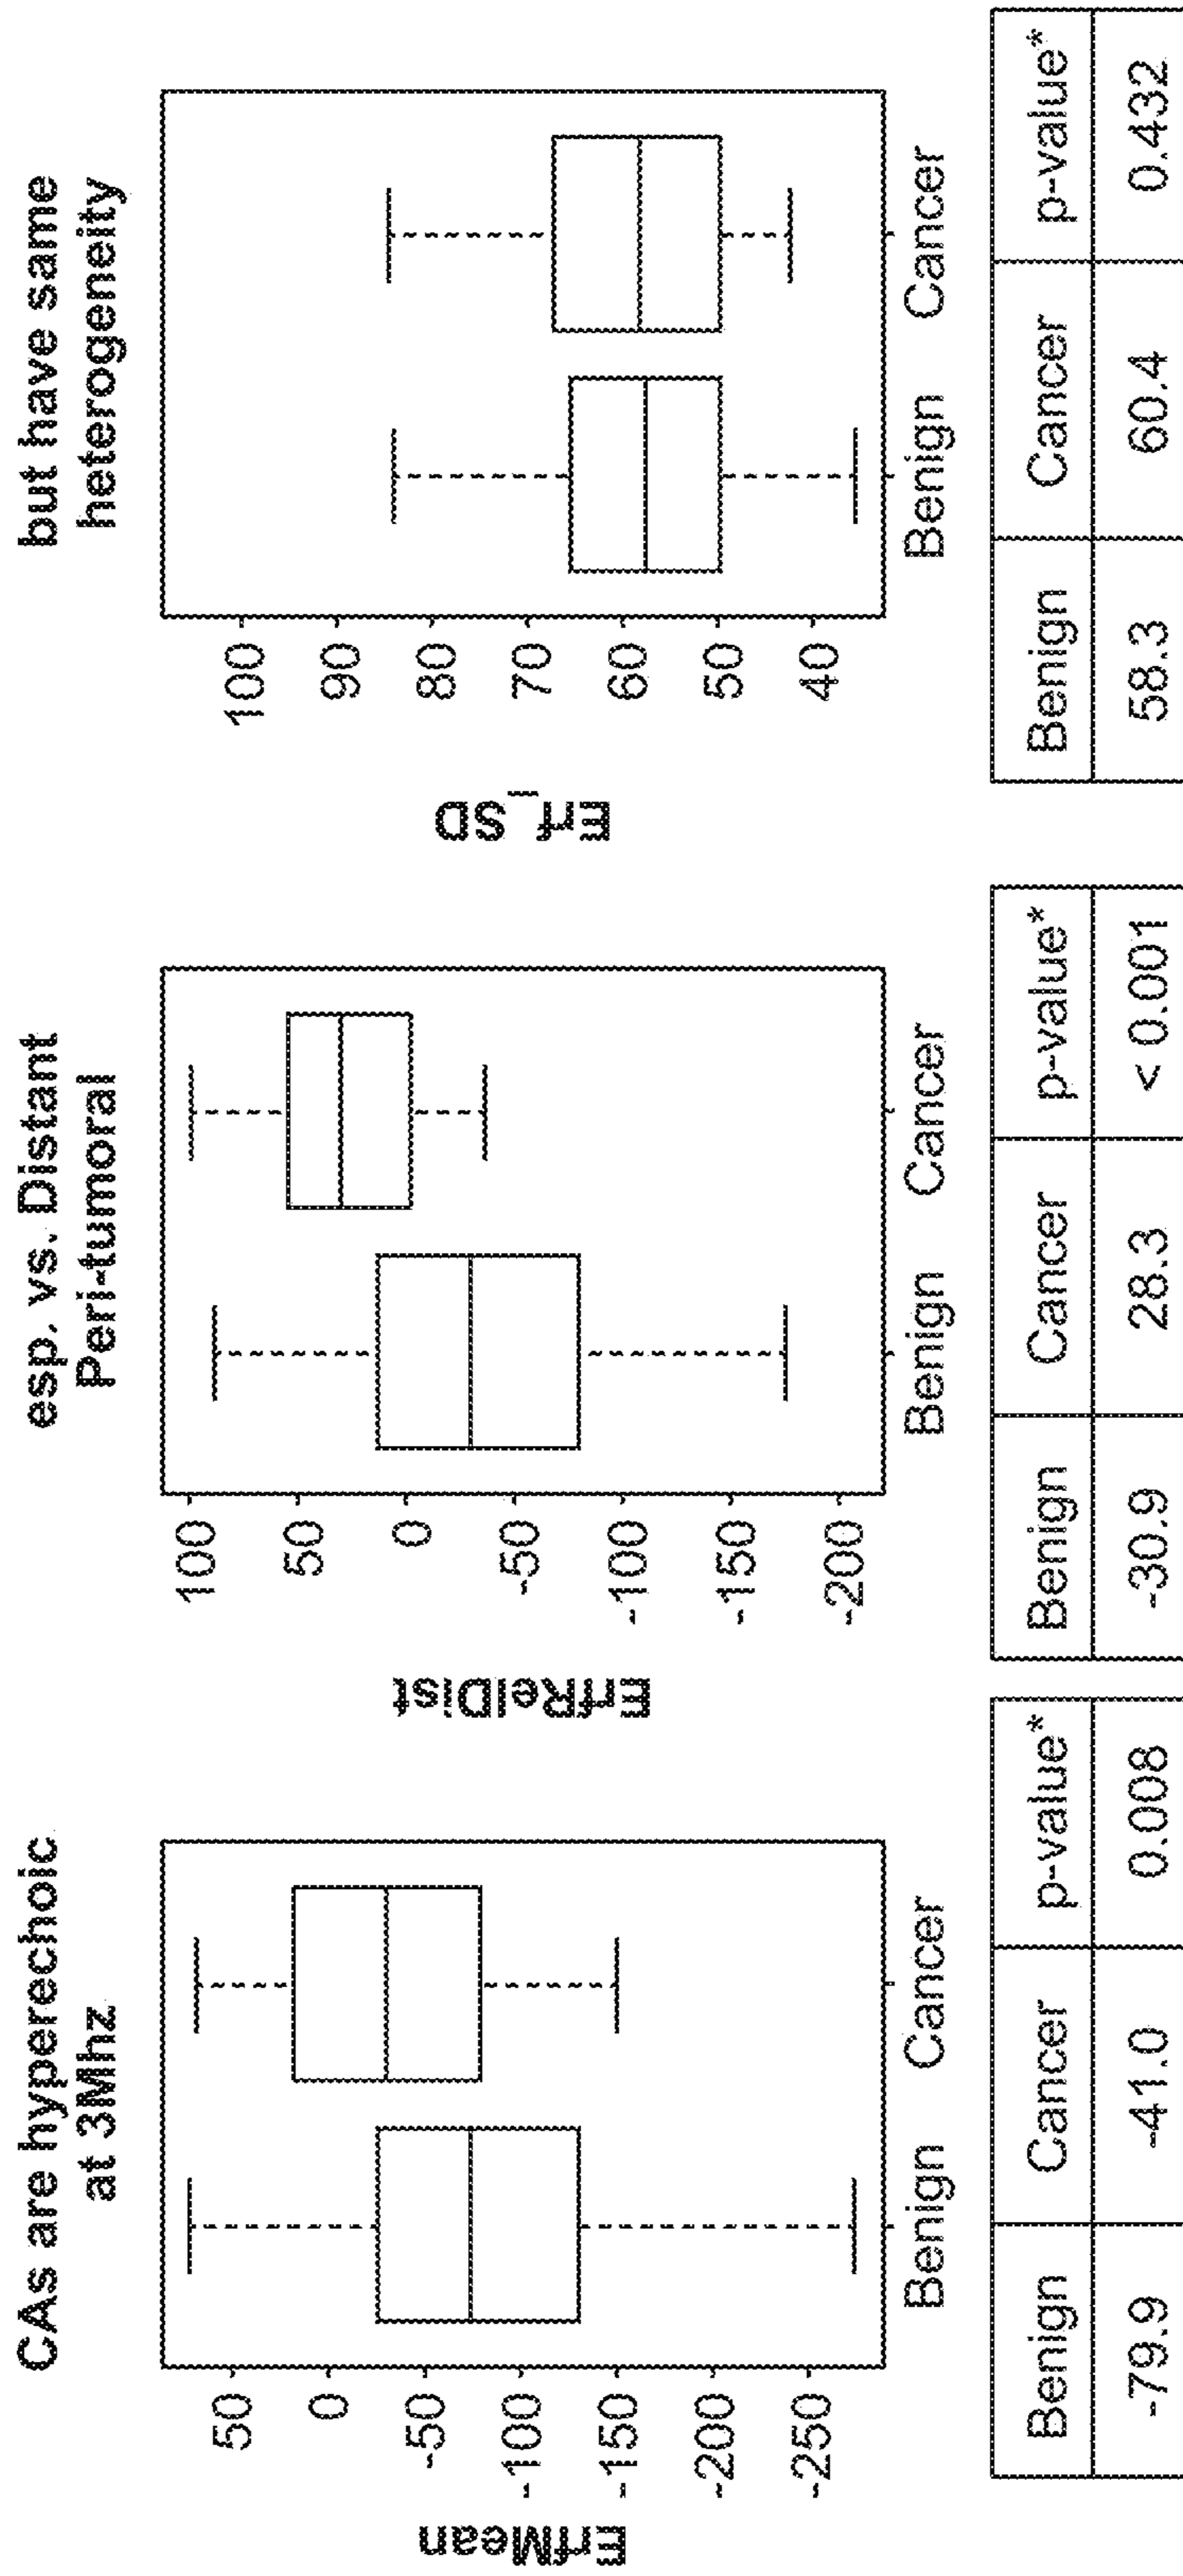 CAs are hyperechoic
at 3Mhz
ErfMean
50
0
-50
-100
-150
-200
-250
Benign Cancer
Benign Cancer p-value*
-79.9 -41.0 0.008
esp. vs. Distant
Peri-tumoral
ErfRelDist
100
50
0
-50
-100
-150
-200
Benign Cancer
Benign Cancer p-value*
-30.9 28.3 < 0.001
but have same
heterogeneity
Erf_SD
100
90
80
70
60
50
40
Benign Cancer
Benign Cancer p-value*
58.3 60.4 0.432